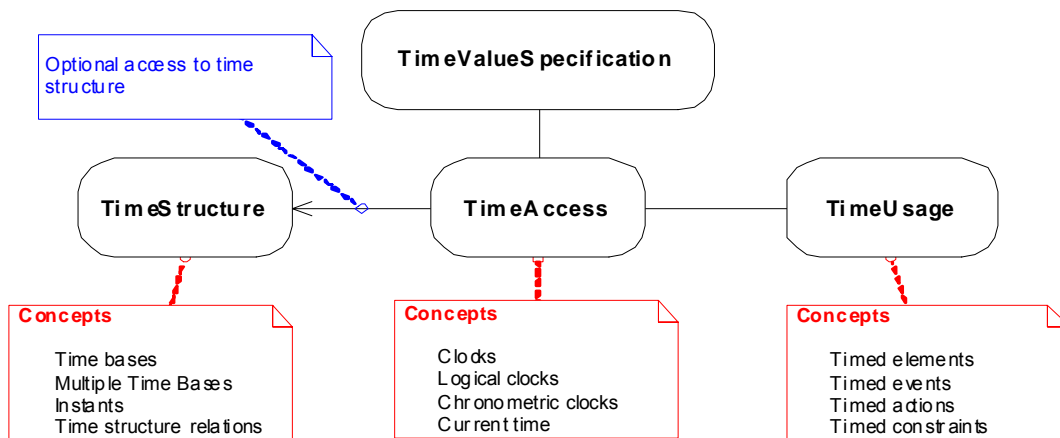 Optional access to time
structure
TimeValueSpecification
TimeStructure
TimeAccess
TimeUsage
Concepts
Time bases
Multiple Time Bases
Instants
Time structure relations
Concepts
Clocks
Logical clocks
Chronometric clocks
Current time
Concepts
Timed elements
Timed events
Timed actions
Timed constraints